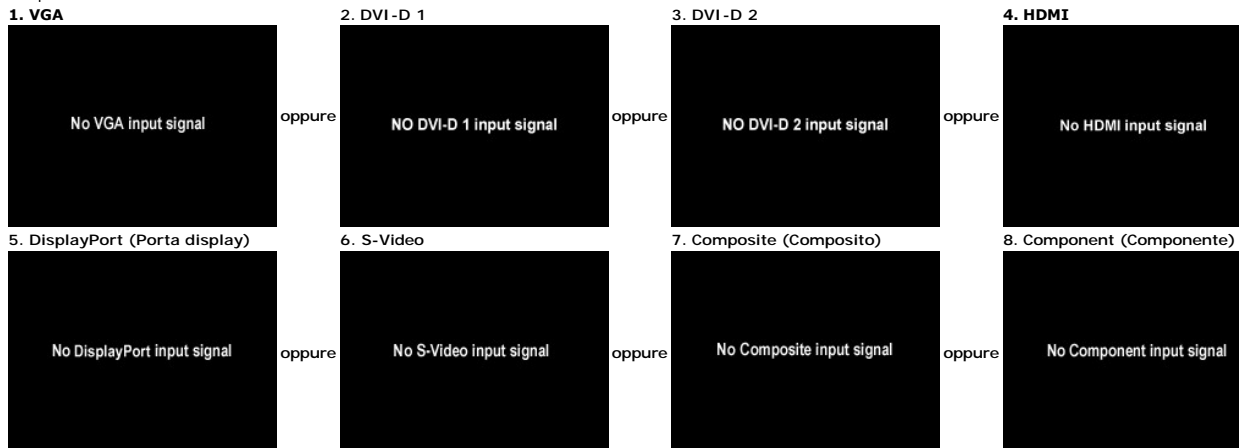 1. VGA
2. DVI-D 1
3. DVI-D 2
4. HDMI
No VGA input signal
oppure
NO DVI-D 1 input signal
oppure
NO DVI-D 2 input signal
oppure
No HDMI input signal
5. DisplayPort (Porta display)
6. S-Video
7. Composite (Composito)
8. Component (Componente)
No DisplayPort input signal
oppure
No S-Video input signal
oppure
No Composite input signal
oppure
No Component input signal